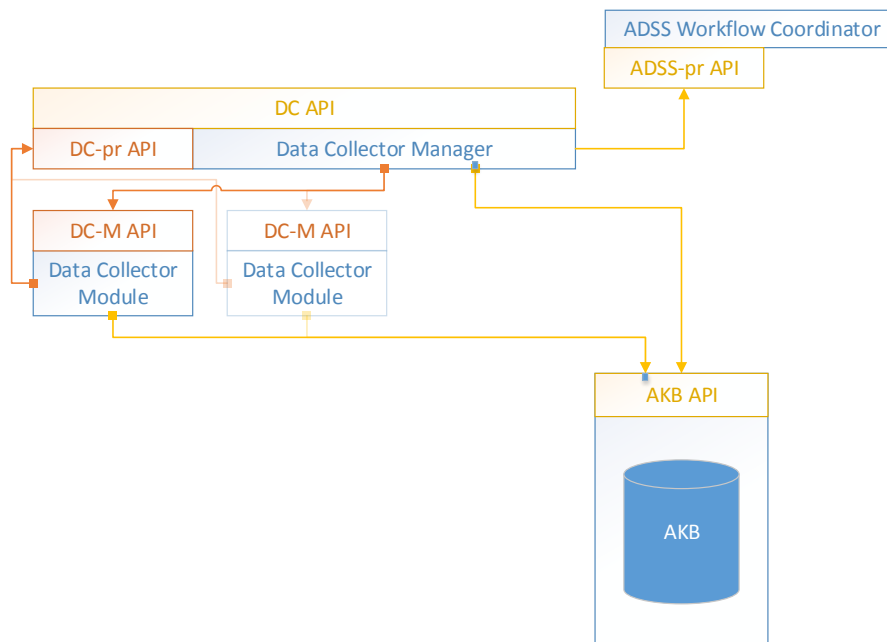 ADSS Workflow Coordinator
ADSS-pr API
DC API
DC-pr API
Data Collector Manager
DC-M API
Data Collector
Module
DC-M API
Data Collector
Module
AKB API
AKB